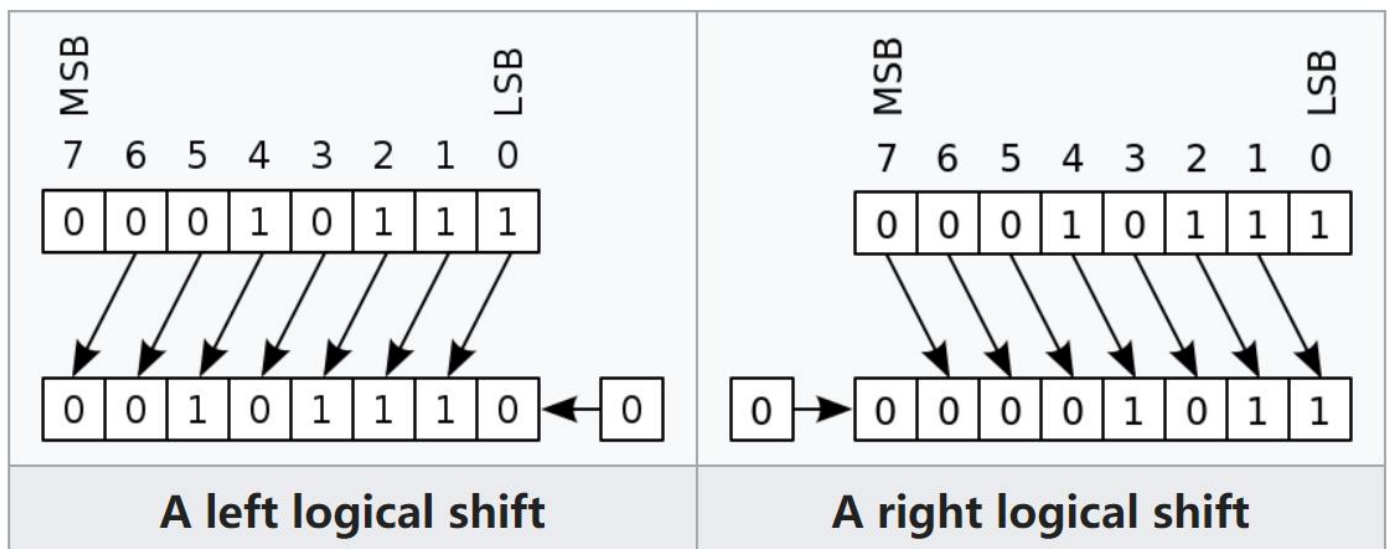 MSB LSB
7 6 5 4 3 2 1 0
0 0 0 1 0 1 1 1
0 0 1 0 1 1 1 0 0
A left logical shift
MSB LSB
7 6 5 4 3 2 1 0
0 0 0 1 0 1 1 1
0 0 0 0 0 1 0 1 1
A right logical shift